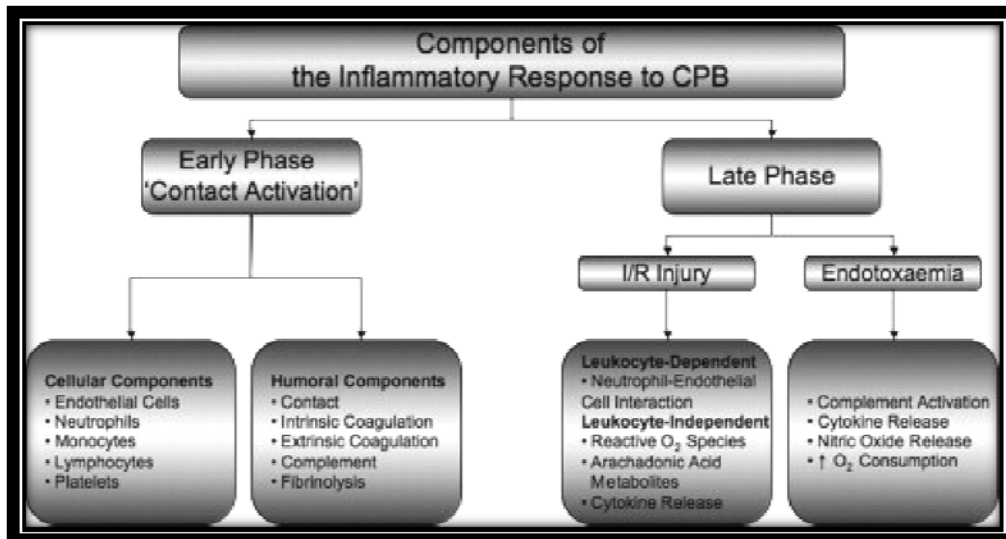 Components of
the Inflammatory Response to CPB
Early Phase
'Contact Activation'
Late Phase
I/R Injury
Endotoxaemia
Cellular Components
• Endothelial Cells
• Neutrophils
• Monocytes
• Lymphocytes
• Platelets
Humoral Components
• Contact
• Intrinsic Coagulation
• Extrinsic Coagulation
• Complement
• Fibrinolysis
Leukocyte-Dependent
• Neutrophil-Endothelial
Cell Interaction
Leukocyte-Independent
• Reactive O₂ Species
• Arachadonic Acid
Metabolites
• Cytokine Release
• Complement Activation
• Cytokine Release
• Nitric Oxide Release
• ↑ O₂ Consumption